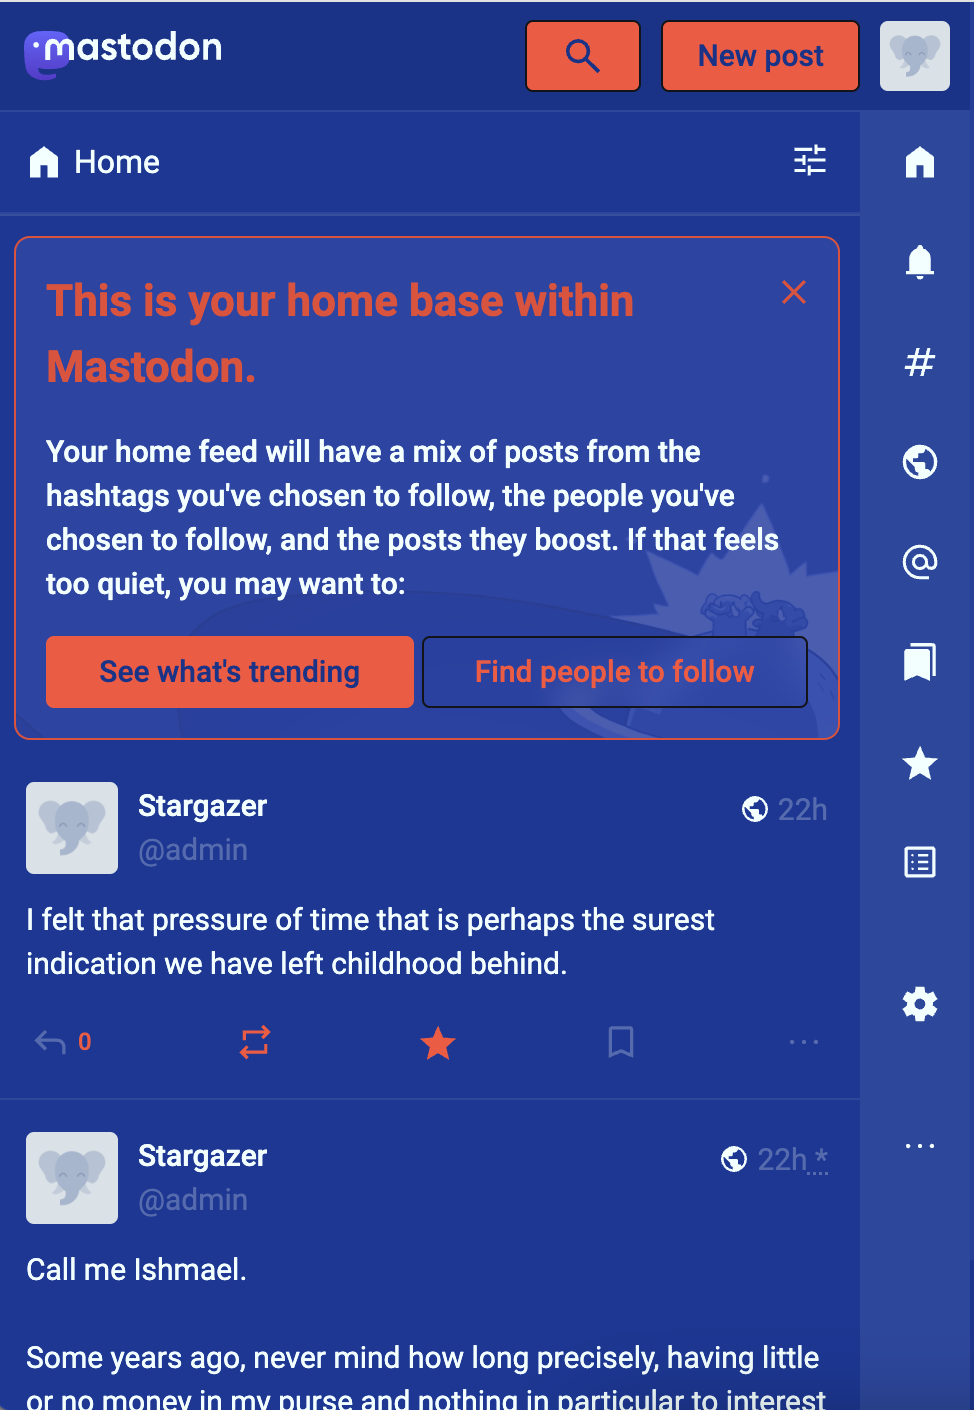 mastodon
New post
Home
This is your home base within
Mastodon.
Your home feed will have a mix of posts from the
hashtags you've chosen to follow, the people you've
chosen to follow, and the posts they boost. If that feels
too quiet, you may want to:
See what's trending
Find people to follow
Stargazer
22h
@admin
I felt that pressure of time that is perhaps the surest
indication we have left childhood behind.
0
Stargazer
22h *
@admin
Call me Ishmael.
Some years ago, never mind how long precisely, having little
or no money in my purse and nothing in particular to interest